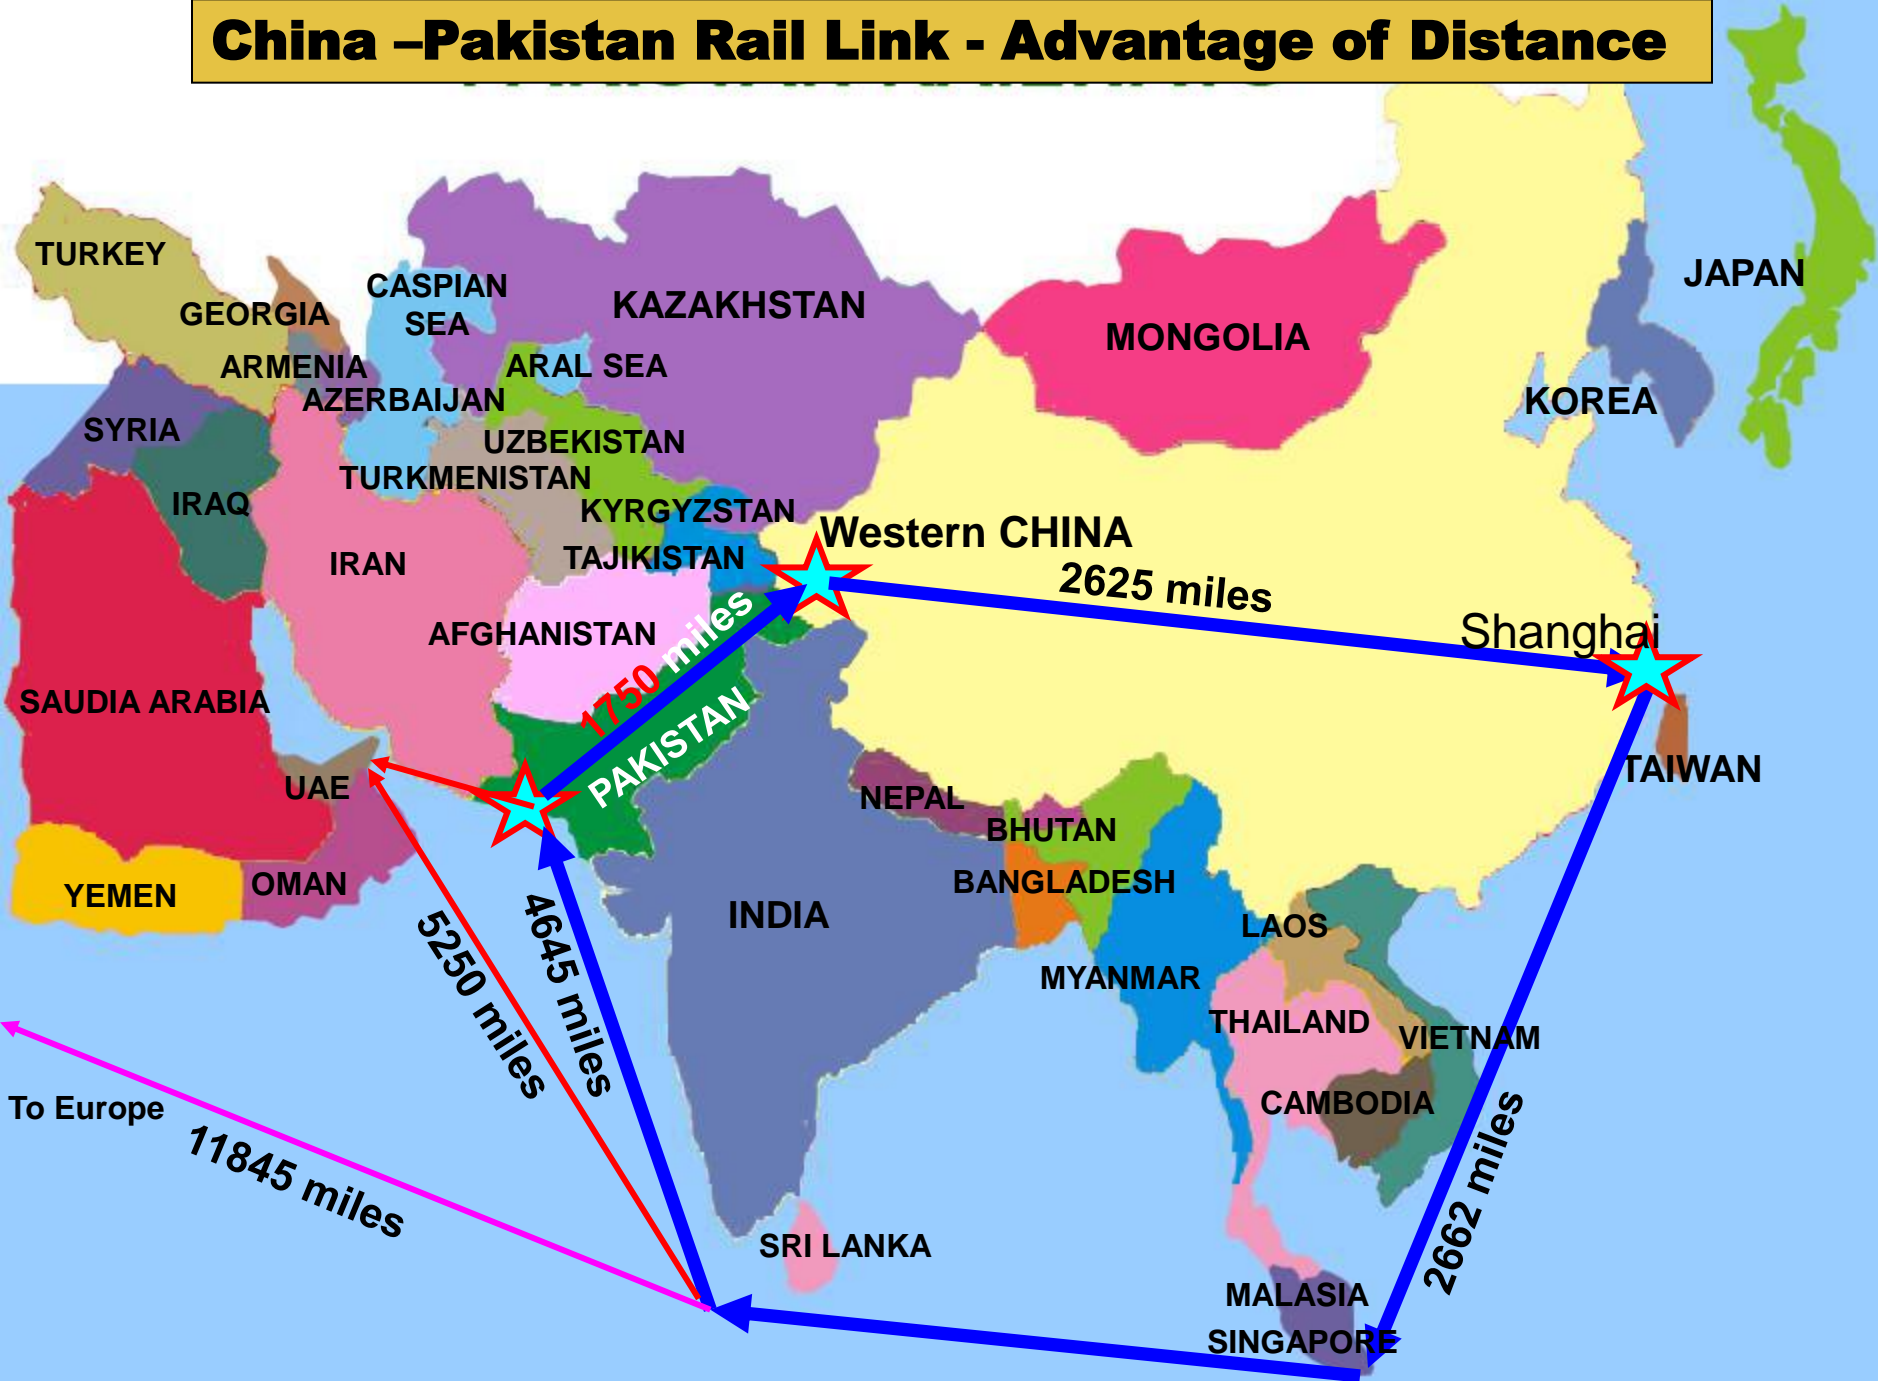 China –Pakistan Rail Link - Advantage of Distance
TURKEY
GEORGIA
ARMENIA
AZERBAIJAN
CASPIAN
SEA
ARAL SEA
KAZAKHSTAN
MONGOLIA
JAPAN
KOREA
SYRIA
IRAQ
UZBEKISTAN
TURKMENISTAN
KYRGYZSTAN
TAJIKISTAN
IRAN
AFGHANISTAN
Western CHINA
2625 miles
Shanghai
1750 miles
PAKISTAN
SAUDIA ARABIA
UAE
YEMEN
OMAN
TAIWAN
NEPAL
BHUTAN
BANGLADESH
INDIA
MYANMAR
LAOS
THAILAND
VIETNAM
CAMBODIA
5250 miles
4645 miles
To Europe
11845 miles
2662 miles
SRI LANKA
MALASIA
SINGAPORE